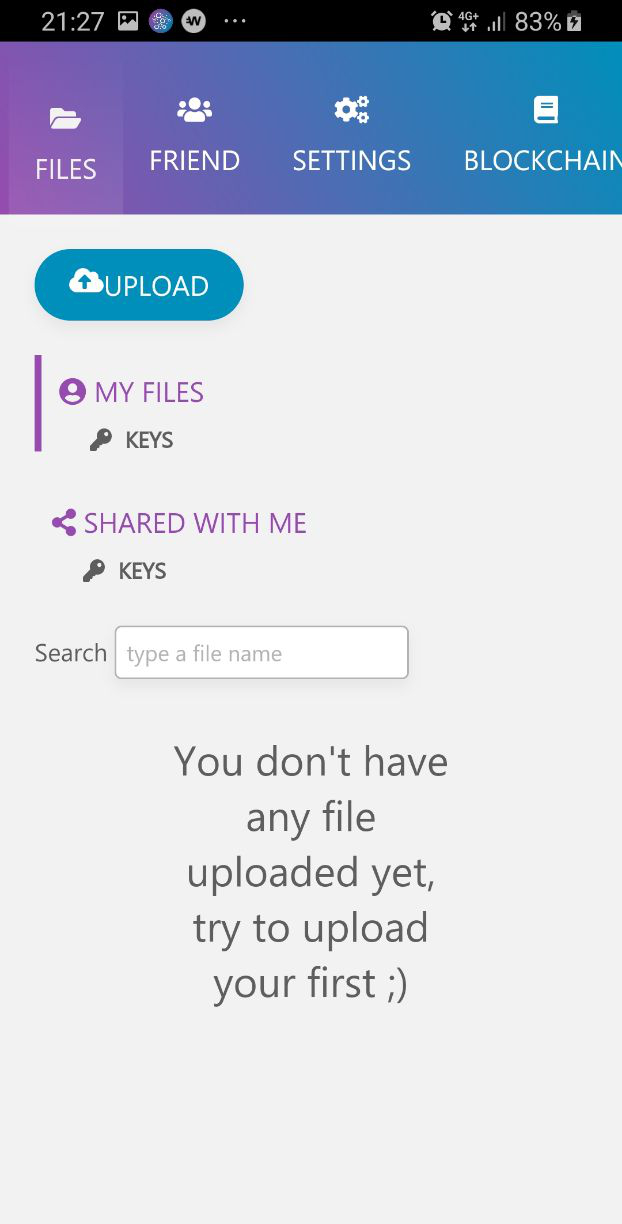 21:27 W 4G+ 83%
FILES FRIEND SETTINGS BLOCKCHAIN
UPLOAD
MY FILES
KEYS
SHARED WITH ME
KEYS
Search type a file name
You don't have
any file
uploaded yet,
try to upload
your first ;)